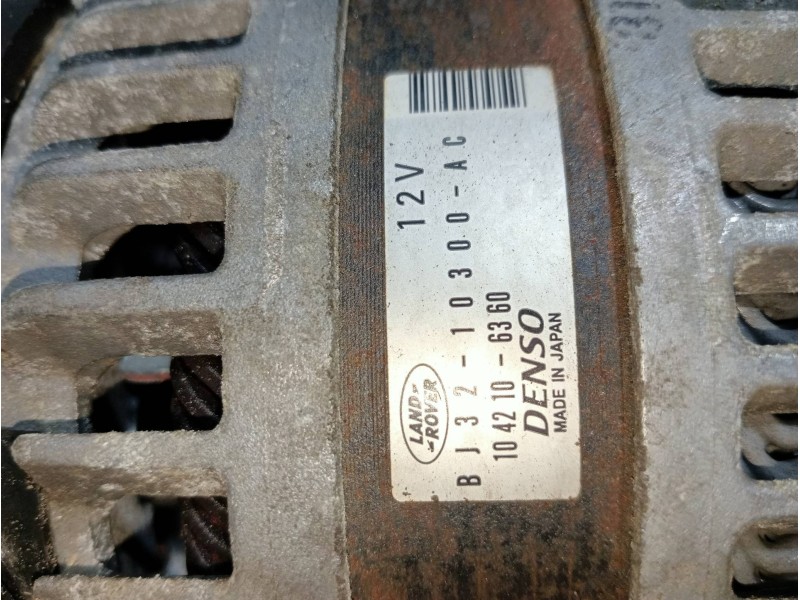 LAND
ROVER
12V
BJ32-10300-AC
104210-6360
DENSO
MADE IN JAPAN